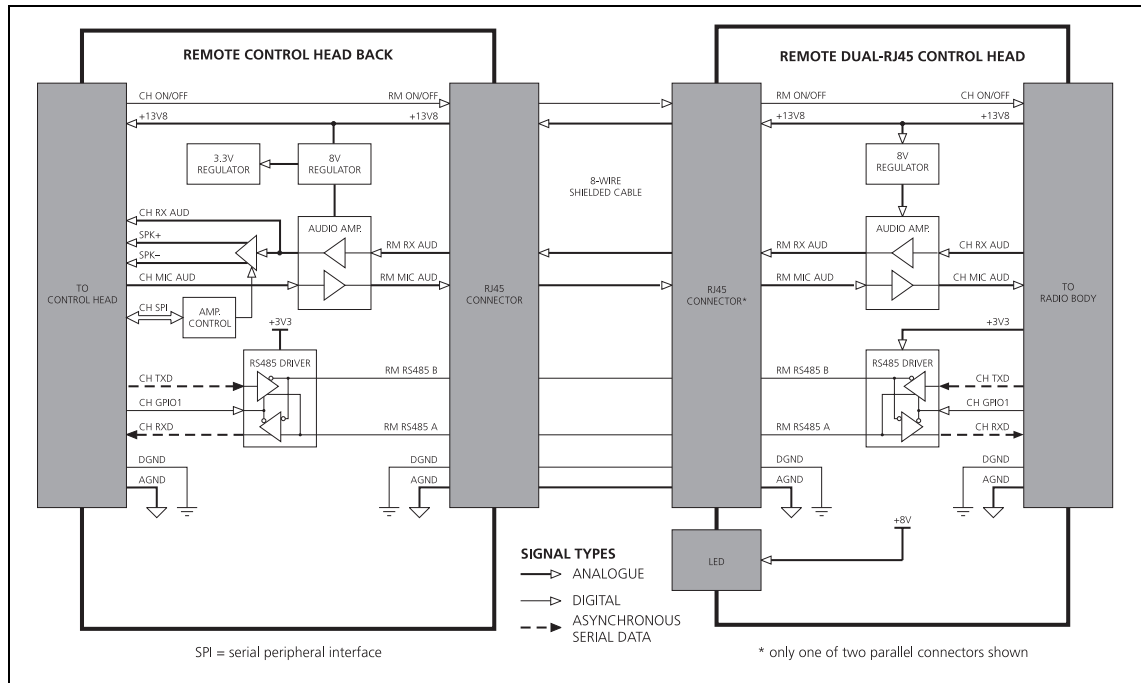 REMOTE CONTROL HEAD BACK
CH ON/OFF
RM ON/OFF
+13V8
+13V8
3.3V
REGULATOR
8V
REGULATOR
CH RX AUD
SPK+
SPK–
CH MIC AUD
AUDIO AMP.
RM RX AUD
RM MIC AUD
TO
CONTROL HEAD
CH SPI
AMP.
CONTROL
+3V3
RS485 DRIVER
CH TXD
CH GPIO1
CH RXD
RM RS485 B
RM RS485 A
DGND
AGND
DGND
AGND
RJ45
CONNECTOR
8-WIRE
SHIELDED CABLE
REMOTE DUAL-RJ45 CONTROL HEAD
RJ45
CONNECTOR*
RM ON/OFF
CH ON/OFF
+13V8
+13V8
8V
REGULATOR
AUDIO AMP.
RM RX AUD
CH RX AUD
RM MIC AUD
CH MIC AUD
TO
RADIO BODY
+3V3
RS485 DRIVER
RM RS485 B
CH TXD
CH GPIO1
RM RS485 A
CH RXD
DGND
AGND
DGND
AGND
LED
+8V
SIGNAL TYPES
ANALOGUE
DIGITAL
ASYNCHRONOUS
SERIAL DATA
SPI = serial peripheral interface
* only one of two parallel connectors shown